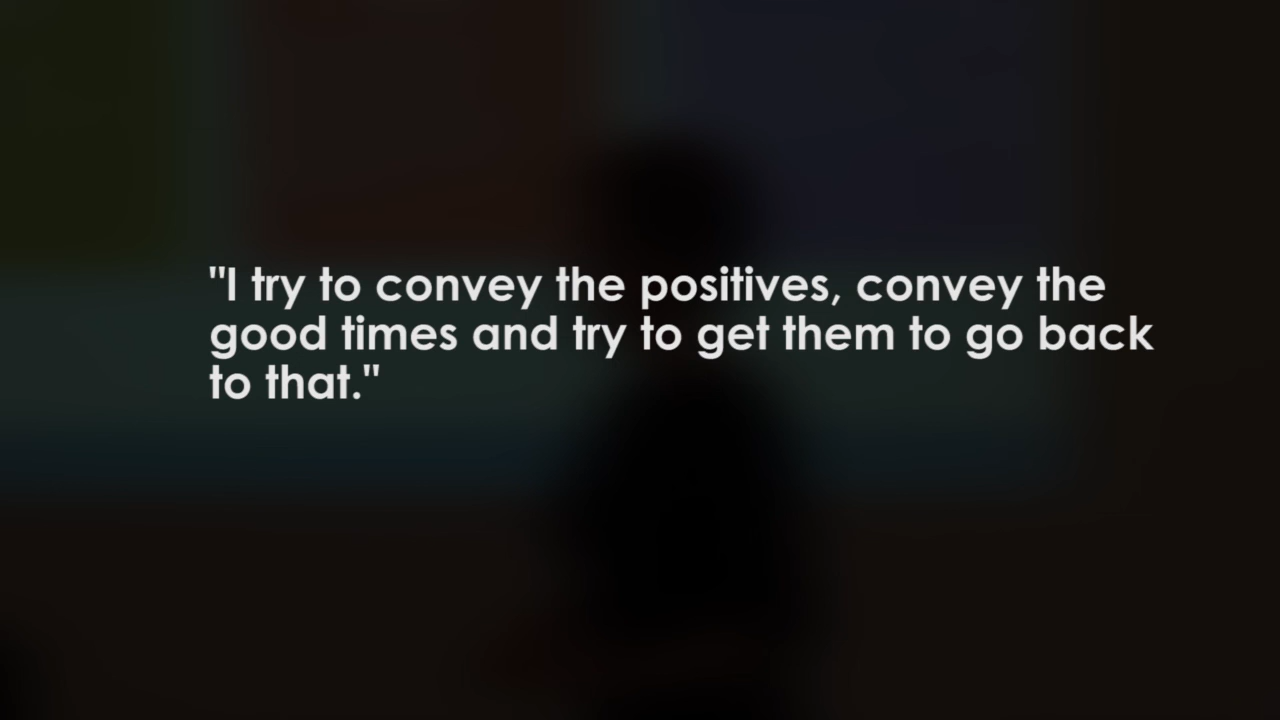 "I try to convey the positives, convey the
good times and try to get them to go back
to that."